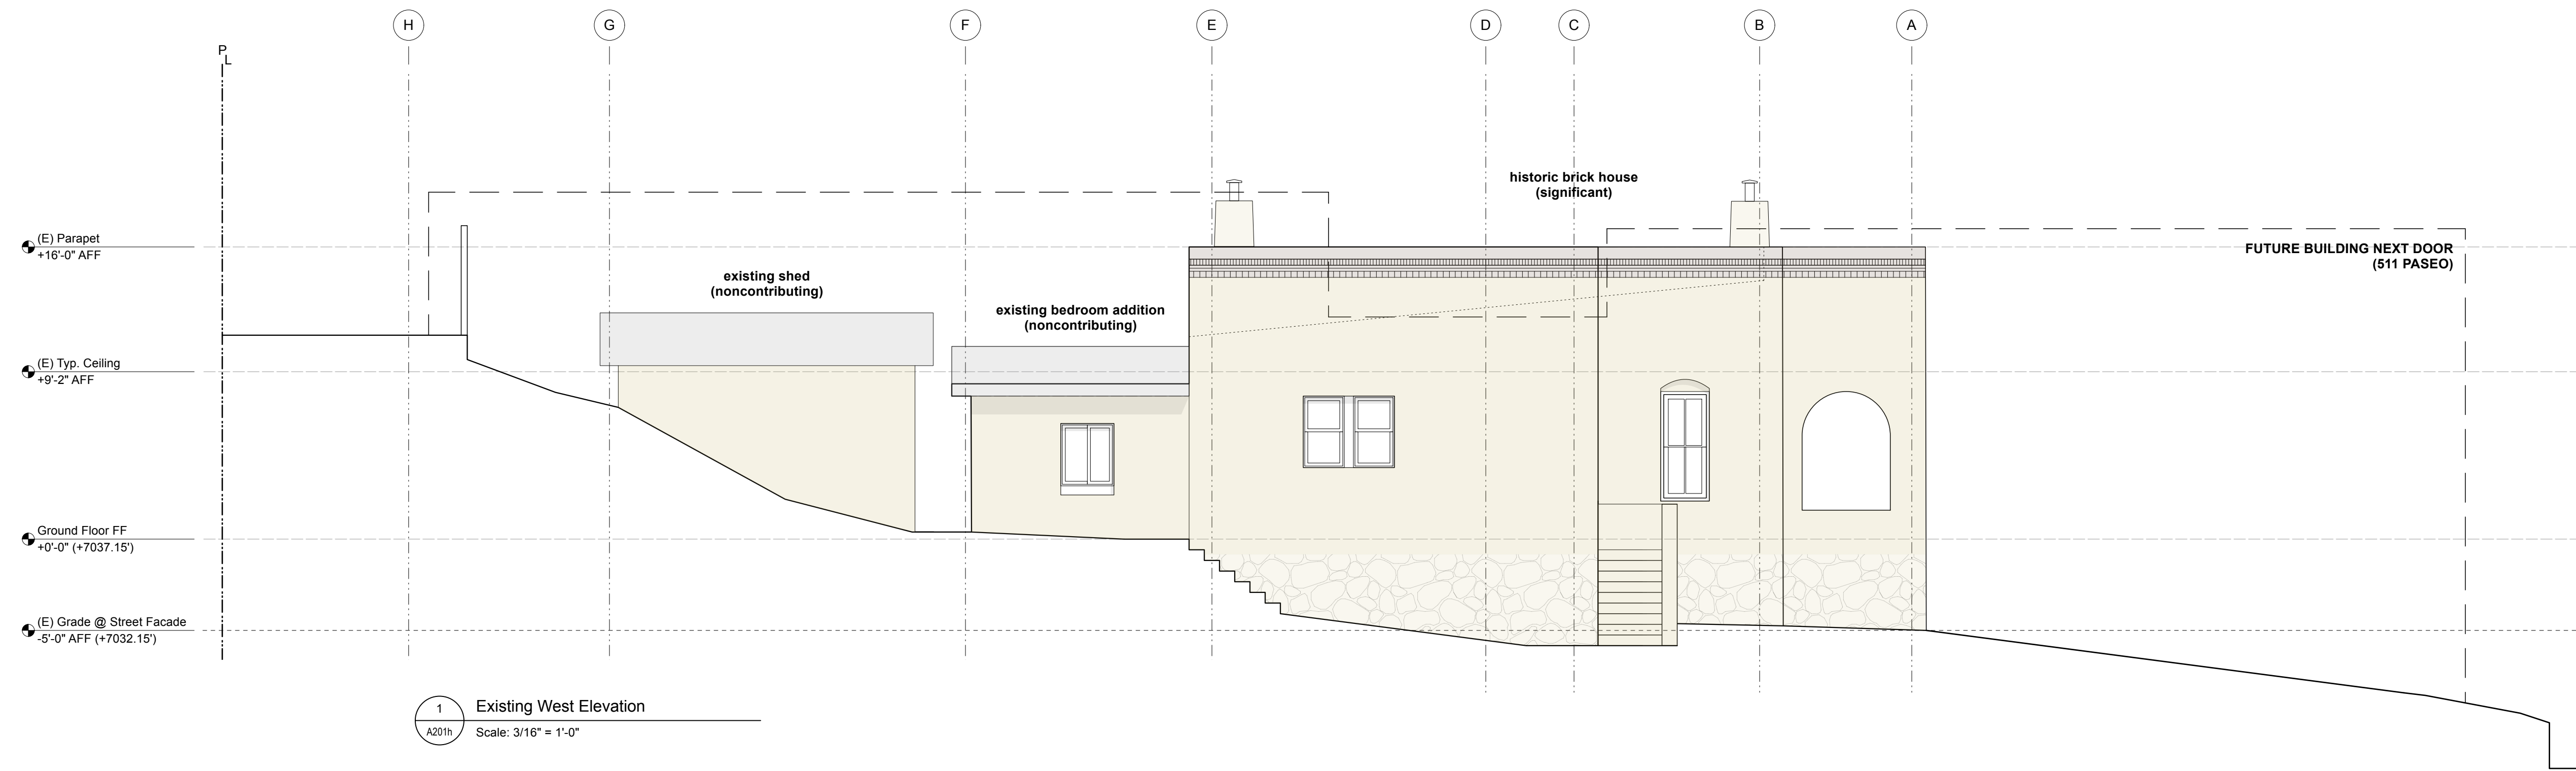 H
G
F
E
D
C
B
A
PL
historic brick house
(significant)
(E) Parapet
+16'-0" AFF
FUTURE BUILDING NEXT DOOR
(511 PASEO)
existing shed
(noncontributing)
existing bedroom addition
(noncontributing)
(E) Typ. Ceiling
+9'-2" AFF
Ground Floor FF
+0'-0" (+7037.15')
(E) Grade @ Street Facade
-5'-0" AFF (+7032.15')
1
A201h
Existing West Elevation
Scale: 3/16" = 1'-0"